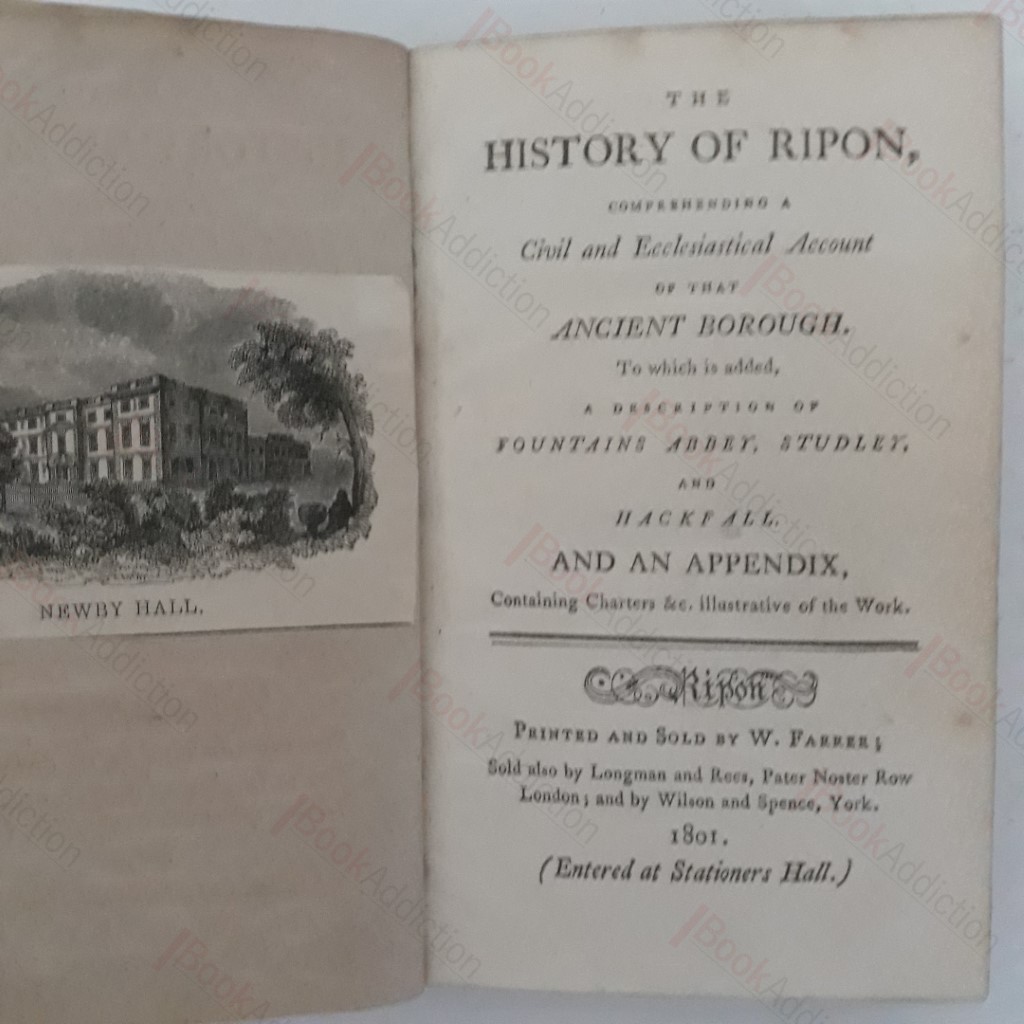 NEWBY HALL.
THE
HISTORY OF RIPON,
COMPREHENDING A
Civil and Ecclesiastical Account
OF THAT
ANCIENT BOROUGH.
To which is added,
A DESCRIPTION OF
FOUNTAINS ABBEY, STUDLEY,
AND
HACKFALL.
AND AN APPENDIX,
Containing Charters &c. illustrative of the Work.
Ripon
PRINTED AND SOLD BY W. FARRER;
Sold also by Longman and Rees, Pater Noster Row
London; and by Wilson and Spence, York.
1801.
(Entered at Stationers Hall.)
BookAddiction